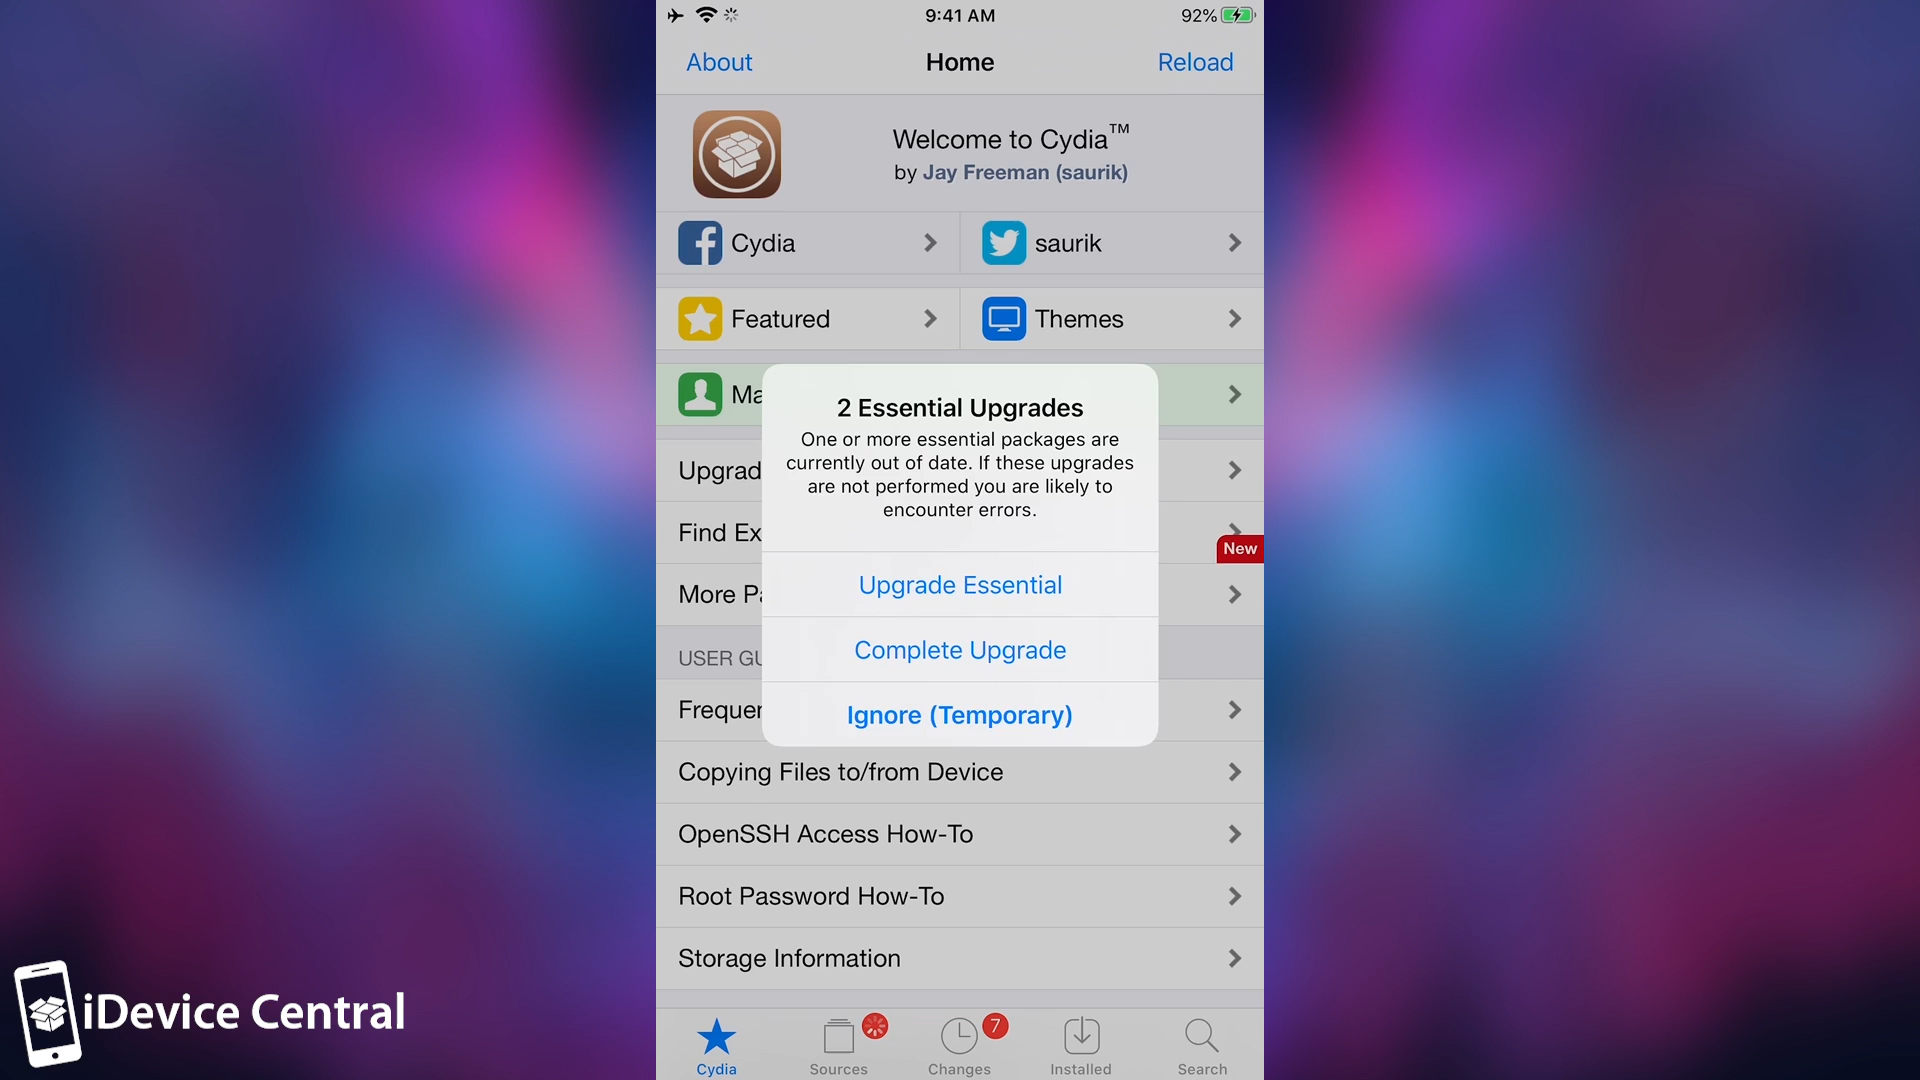 9:41 AM
92%
About
Home
Reload
Welcome to Cydia™
by Jay Freeman (saurik)
Cydia
saurik
Featured
Themes
Ma
2 Essential Upgrades
One or more essential packages are
currently out of date. If these upgrades
are not performed you are likely to
encounter errors.
Upgrade Essential
Complete Upgrade
Ignore (Temporary)
Upgrad
Find Ex
New
More Pa
USER GU
Frequen
Copying Files to/from Device
OpenSSH Access How-To
Root Password How-To
Storage Information
7
Cydia
Sources
Changes
Installed
Search
iDevice Central